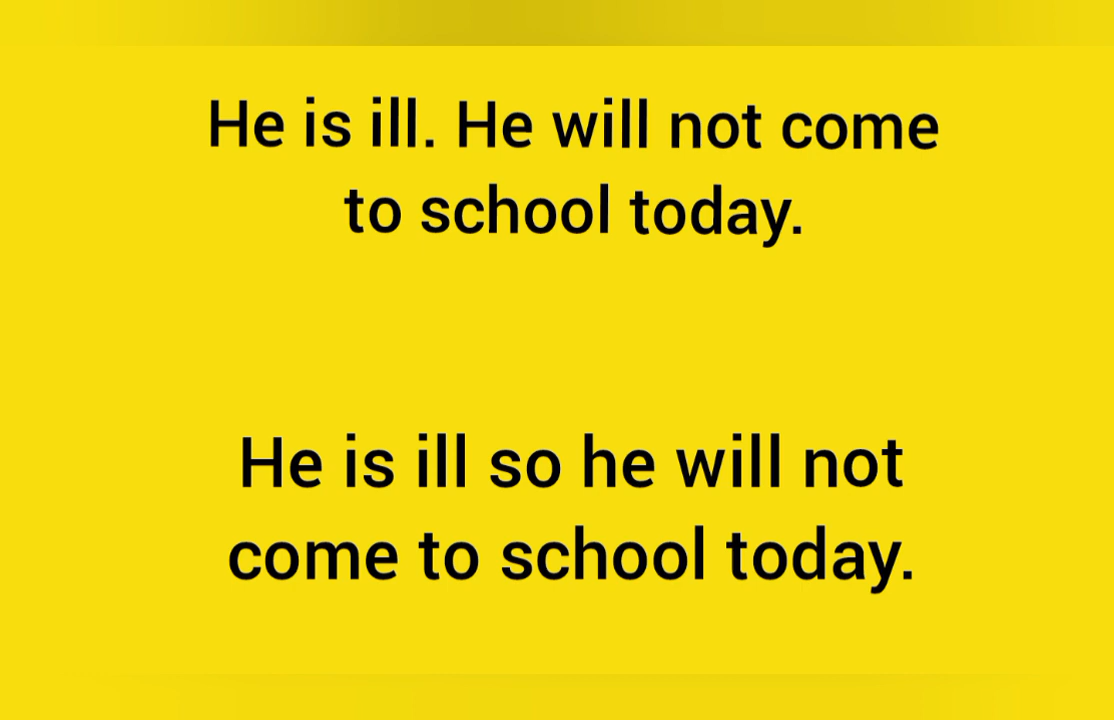 He is ill. He will not come
to school today.
He is ill so he will not
come to school today.